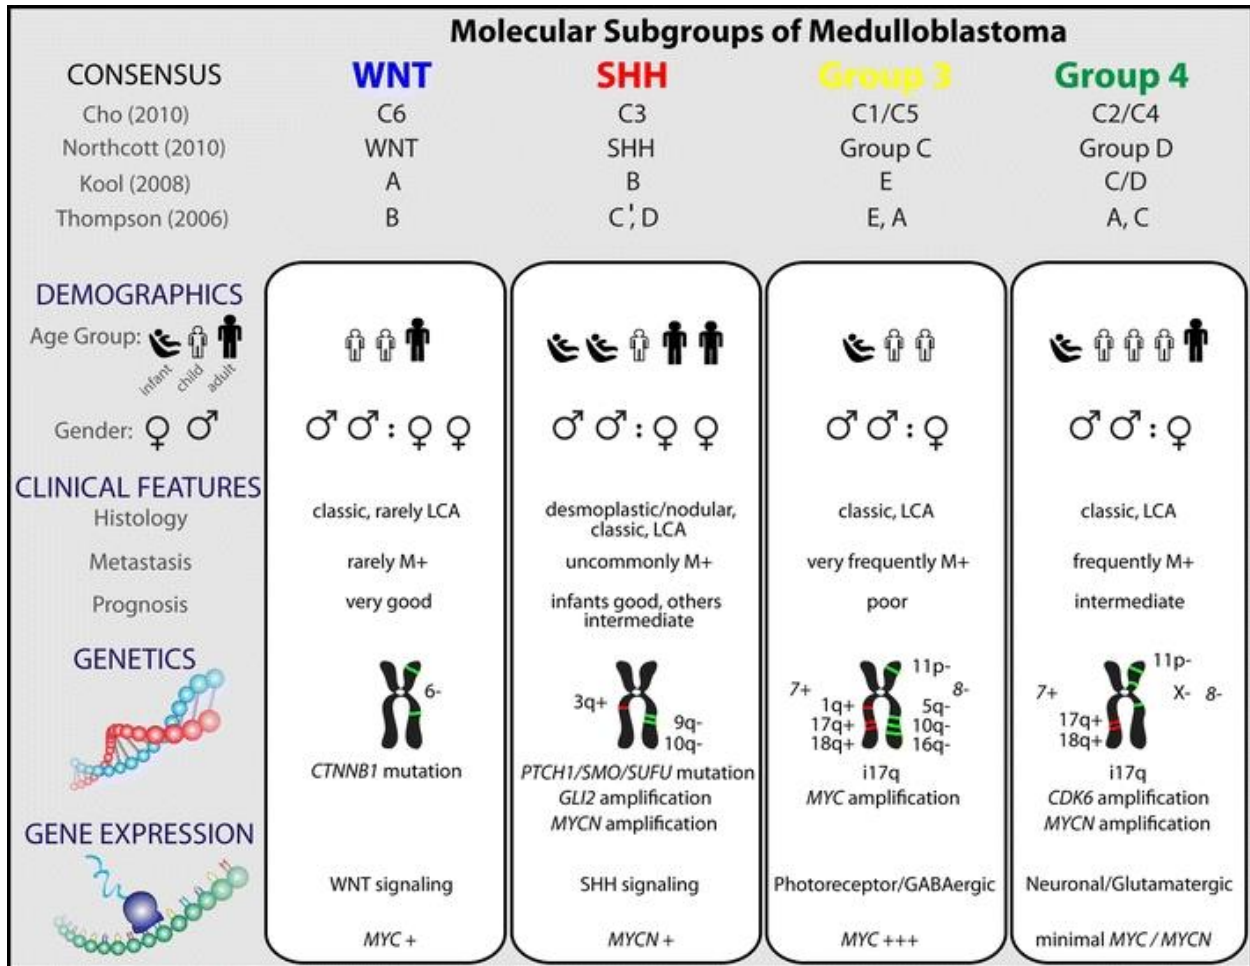 Molecular Subgroups of Medulloblastoma
CONSENSUS WNT SHH Group 3 Group 4
Cho (2010) C6 C3 C1/C5 C2/C4
Northcott (2010) WNT SHH Group C Group D
Kool (2008) A B E C/D
Thompson (2006) B C', D E, A A, C
DEMOGRAPHICS
Age Group:
infant child adult
Gender: ♀ ♂ ♂ ♂ : ♀ ♀ ♂ ♂ : ♀ ♀ ♂ ♂ : ♀ ♂ ♂ : ♀
CLINICAL FEATURES
Histology classic, rarely LCA desmoplastic/nodular, classic, LCA classic, LCA classic, LCA
Metastasis rarely M+ uncommonly M+ very frequently M+ frequently M+
Prognosis very good infants good, others intermediate poor intermediate
GENETICS
6-
3q+ 9q-
10q-
7+ 11p- 8-
1q+ 5q-
17q+ 10q-
18q+ 16q-
7+ 11p- X- 8-
17q+
18q+
CTNNB1 mutation PTCH1/SMO/SUFU mutation i17q i17q
GLI2 amplification MYC amplification CDK6 amplification
MYCN amplification MYCN amplification
GENE EXPRESSION
WNT signaling SHH signaling Photoreceptor/GABAergic Neuronal/Glutamatergic
MYC + MYCN + MYC +++ minimal MYC / MYCN